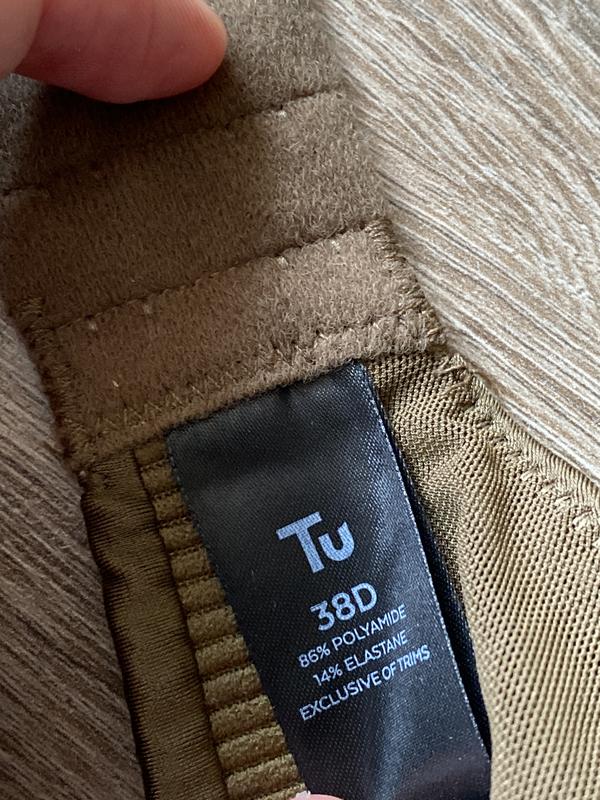 Tu
38D
86% POLYAMIDE
14% ELASTANE
EXCLUSIVE OF TRIMS